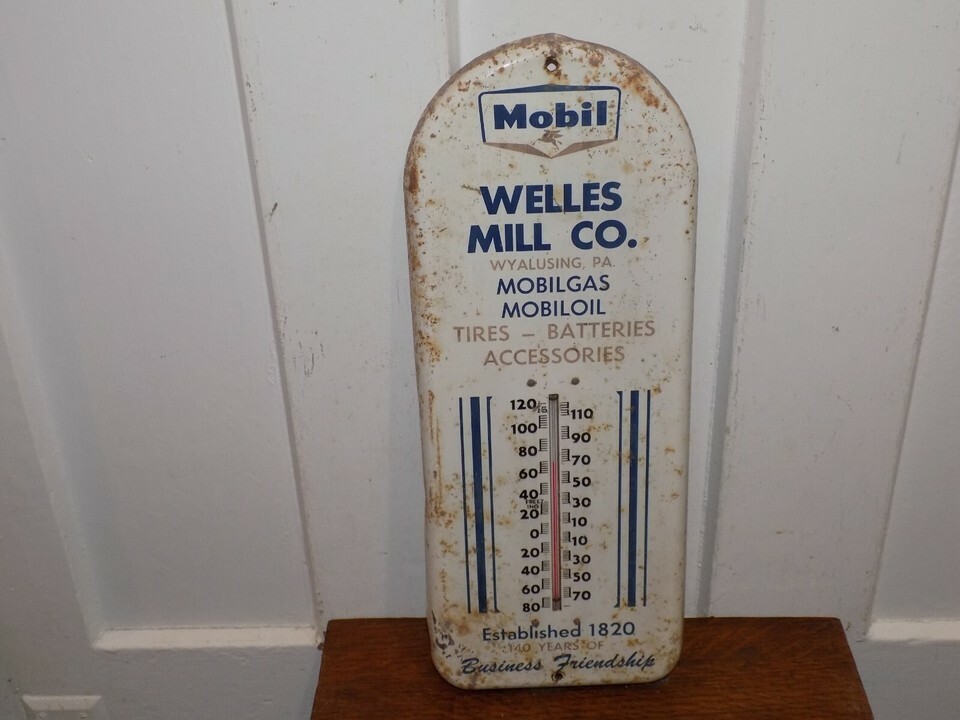 Mobil
WELLES
MILL CO.
WYALUSING, PA.
MOBILGAS
MOBILOIL
TIRES – BATTERIES
ACCESSORIES
120 110
100 90
80 70
60 50
40 30
20 10
0 10
20 30
40 50
60 70
80
Established 1820
140 YEARS OF
Business Friendship